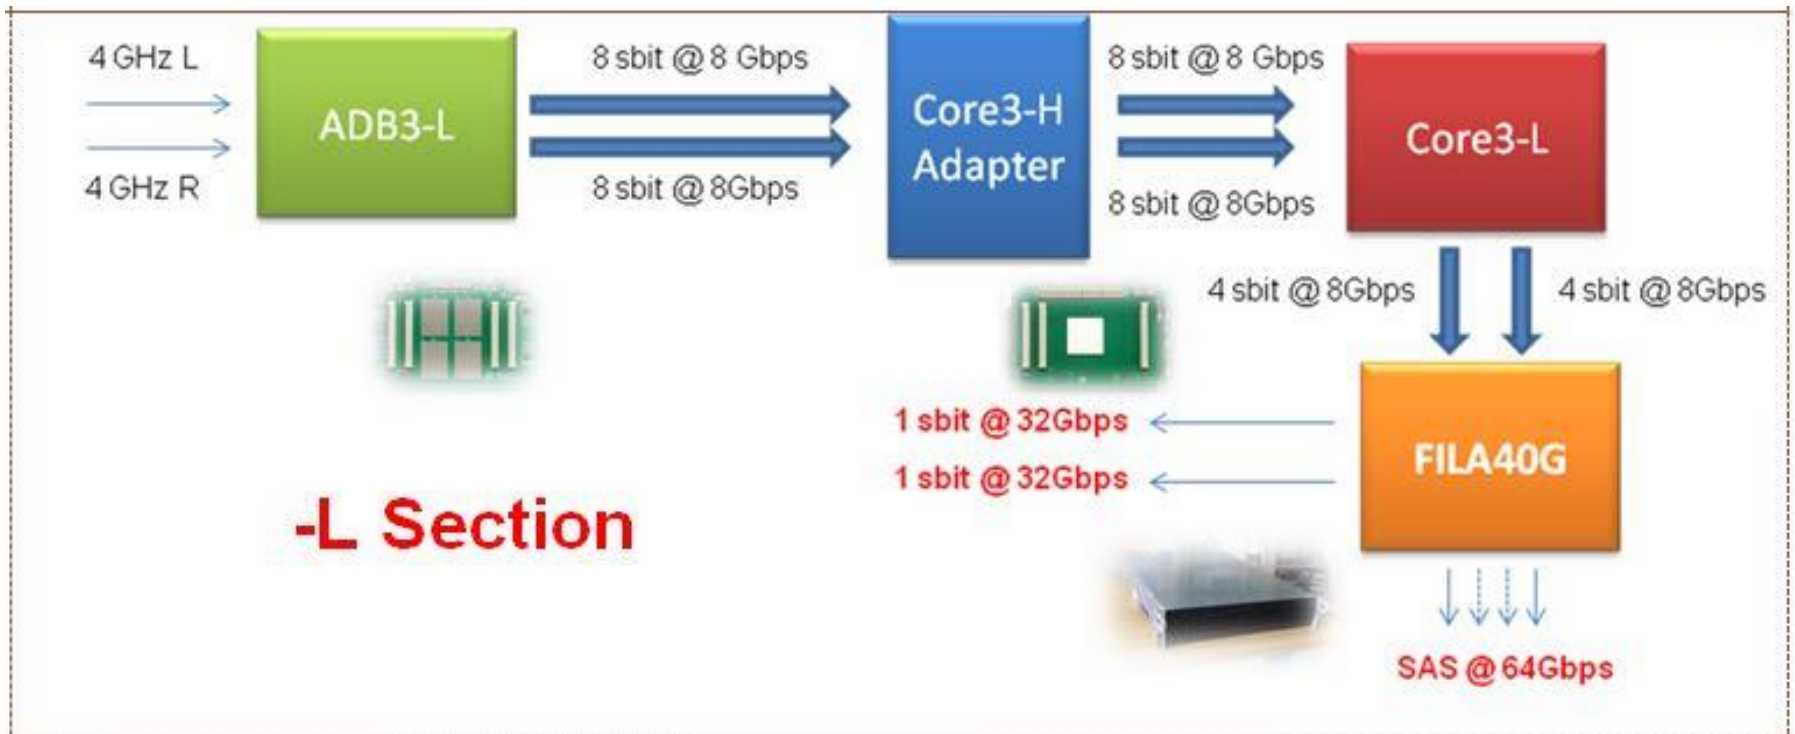 4 GHz L
4 GHz R
ADB3-L
8 sbit @ 8 Gbps
8 sbit @ 8Gbps
Core3-H
Adapter
8 sbit @ 8 Gbps
8 sbit @ 8Gbps
Core3-L
4 sbit @ 8Gbps
4 sbit @ 8Gbps
FILA40G
1 sbit @ 32Gbps
1 sbit @ 32Gbps
-L Section
SAS @ 64Gbps